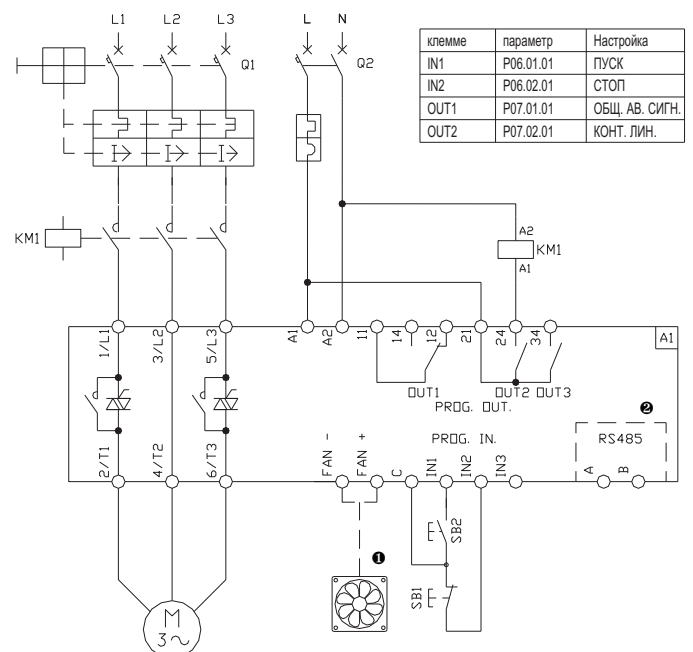 L1 L2 L3 L N
Q1 Q2
клемме параметр Настройка
IN1 P06.01.01 ПУСК
IN2 P06.02.01 СТОП
OUT1 P07.01.01 ОБЩ. АВ. СИГН.
OUT2 P07.02.01 КОНТ. ЛИН.
I> I> I>
KM1
A2
KM1
A1
1/L1 3/L2 5/L3 A1 A2 11 14 12 21 24 34
A1
OUT1 OUT2 OUT3
PROG. OUT.
❷
PROG. IN. RS485
2/T1 4/T2 6/T3 FAN - FAN + C IN1 IN2 IN3 A B
SB2
❶
SB1
M
3~